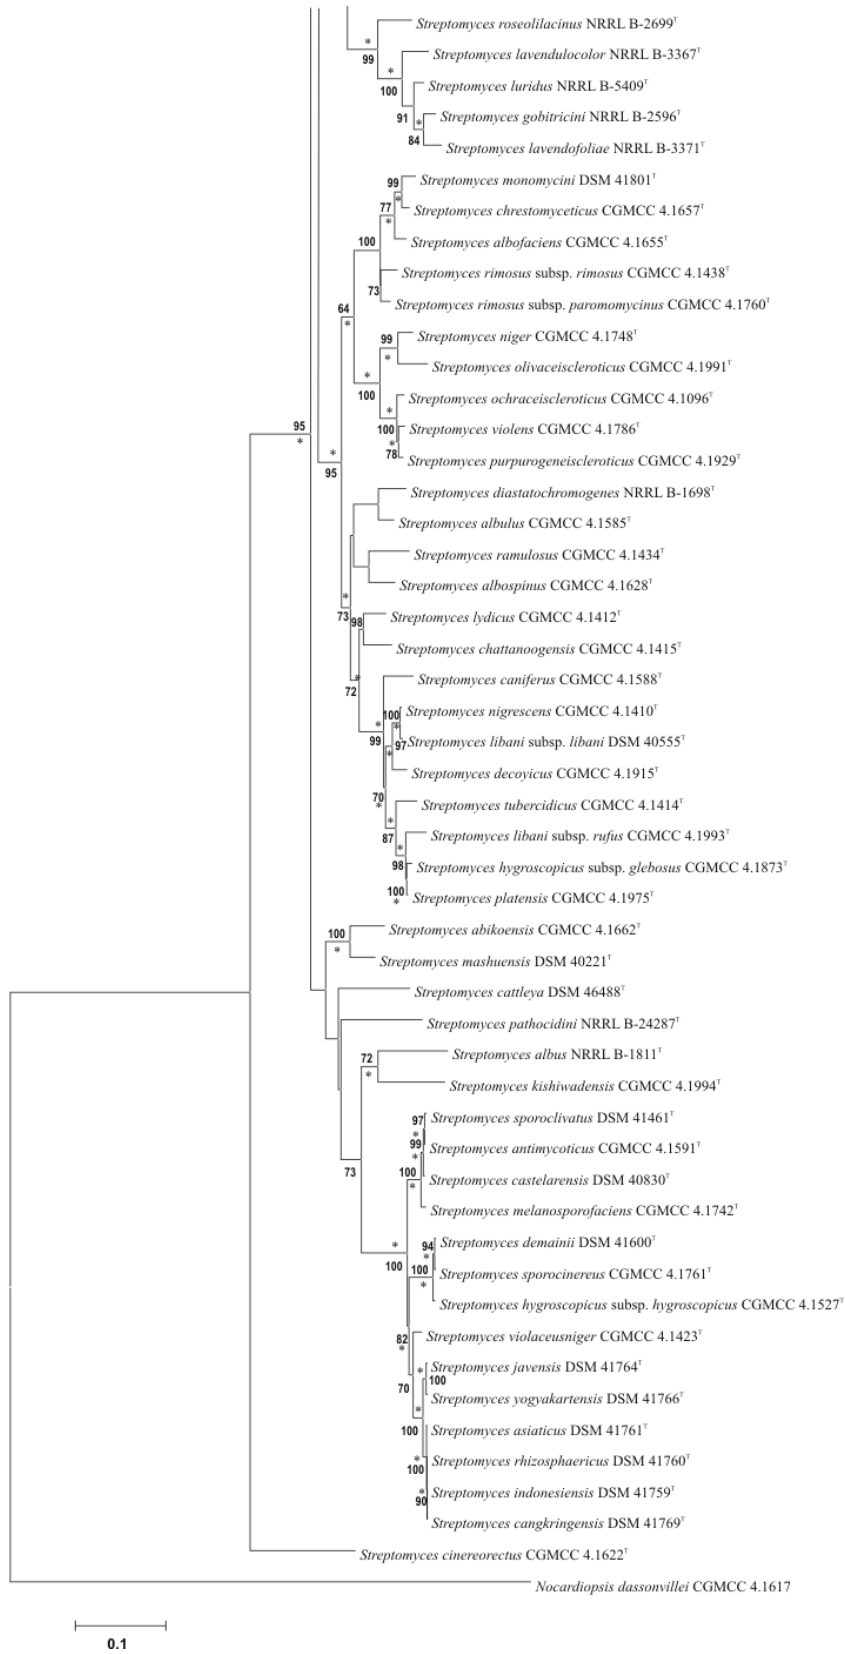 Streptomyces roseolilacinus NRRL B-2699T
*
99
Streptomyces lavendulocolor NRRL B-3367T
*
100
Streptomyces luridus NRRL B-5409T
91
Streptomyces gobitricini NRRL B-2596T
*
84
Streptomyces lavendofoliae NRRL B-3371T
99
Streptomyces monomycini DSM 41801T
*
77
Streptomyces chrestomyceticus CGMCC 4.1657T
*
100
Streptomyces albofaciens CGMCC 4.1655T
Streptomyces rimosus subsp. rimosus CGMCC 4.1438T
73
Streptomyces rimosus subsp. paromomycinus CGMCC 4.1760T
64
*
99
Streptomyces niger CGMCC 4.1748T
*
*
Streptomyces olivaceiscleroticus CGMCC 4.1991T
100
Streptomyces ochraceiscleroticus CGMCC 4.1096T
*
100
Streptomyces violens CGMCC 4.1786T
95
*
*
78
*
95
Streptomyces purpurogeneiscleroticus CGMCC 4.1929T
Streptomyces diastatochromogenes NRRL B-1698T
Streptomyces albulus CGMCC 4.1585T
Streptomyces ramulosus CGMCC 4.1434T
Streptomyces albospinus CGMCC 4.1628T
*
73
98
Streptomyces lydicus CGMCC 4.1412T
Streptomyces chattanoogensis CGMCC 4.1415T
*
72
Streptomyces caniferus CGMCC 4.1588T
100
Streptomyces nigrescens CGMCC 4.1410T
*
*
99
97
Streptomyces libani subsp. libani DSM 40555T
*
Streptomyces decoyicus CGMCC 4.1915T
70
*
Streptomyces tubercidicus CGMCC 4.1414T
*
87
Streptomyces libani subsp. rufus CGMCC 4.1993T
*
98
Streptomyces hygroscopicus subsp. glebosus CGMCC 4.1873T
100
*
Streptomyces platensis CGMCC 4.1975T
100
*
Streptomyces abikoensis CGMCC 4.1662T
Streptomyces mashuensis DSM 40221T
Streptomyces cattleya DSM 46488T
Streptomyces pathocidini NRRL B-24287T
72
*
Streptomyces albus NRRL B-1811T
Streptomyces kishiwadensis CGMCC 4.1994T
97
Streptomyces sporoclivatus DSM 41461T
*
99
Streptomyces antimycoticus CGMCC 4.1591T
*
73
100
*
Streptomyces castelarensis DSM 40830T
Streptomyces melanosporofaciens CGMCC 4.1742T
*
100
94
Streptomyces demainii DSM 41600T
*
100
*
Streptomyces sporocinereus CGMCC 4.1761T
Streptomyces hygroscopicus subsp. hygroscopicus CGMCC 4.1527T
82
*
Streptomyces violaceusniger CGMCC 4.1423T
*
Streptomyces javensis DSM 41764T
100
70
Streptomyces yogyakartensis DSM 41766T
*
100
Streptomyces asiaticus DSM 41761T
*
100
Streptomyces rhizosphaericus DSM 41760T
*
90
Streptomyces indonesiensis DSM 41759T
Streptomyces cangkringensis DSM 41769T
Streptomyces cinereorectus CGMCC 4.1622T
Nocardiopsis dassonvillei CGMCC 4.1617
0.1